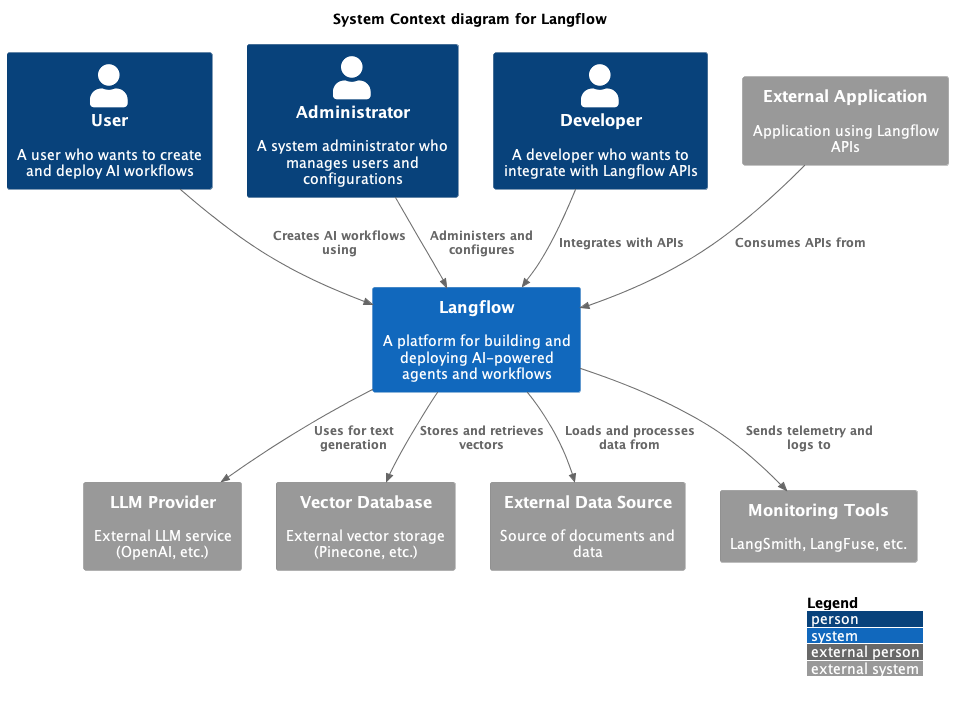 System Context diagram for Langflow
User
A user who wants to create
and deploy AI workflows
Administrator
A system administrator who
manages users and
configurations
Developer
A developer who wants to
integrate with Langflow APIs
External Application
Application using Langflow
APIs
Creates AI workflows
using
Administers and
configures
Integrates with APIs
Consumes APIs from
Langflow
A platform for building and
deploying AI-powered
agents and workflows
Uses for text
generation
Stores and retrieves
vectors
Loads and processes
data from
Sends telemetry and
logs to
LLM Provider
External LLM service
(OpenAI, etc.)
Vector Database
External vector storage
(Pinecone, etc.)
External Data Source
Source of documents and
data
Monitoring Tools
LangSmith, LangFuse, etc.
Legend
person
system
external person
external system